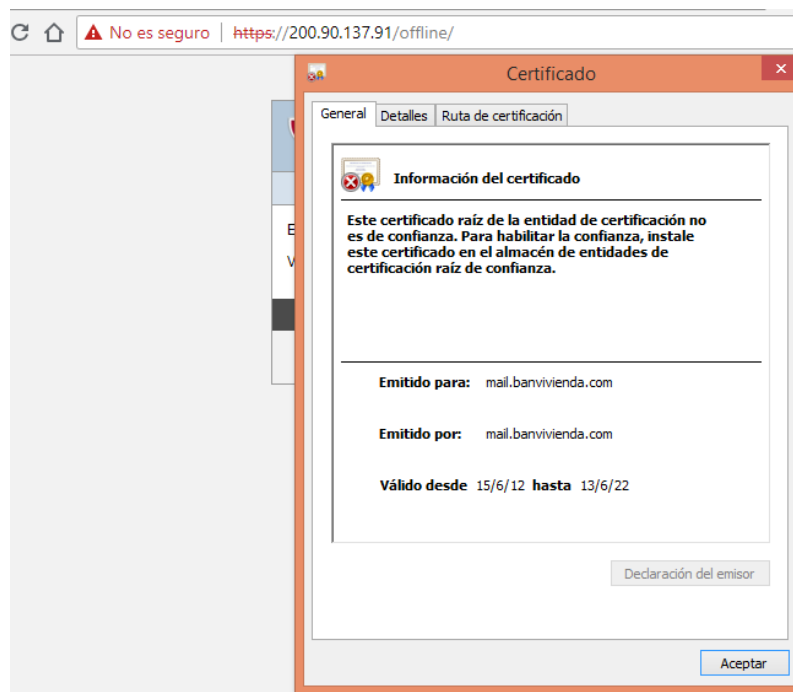 No es seguro | https://200.90.137.91/offline/
Certificado
General Detalles Ruta de certificación
Información del certificado
Este certificado raíz de la entidad de certificación no
es de confianza. Para habilitar la confianza, instale
este certificado en el almacén de entidades de
certificación raíz de confianza.
Emitido para: mail.banvivienda.com
Emitido por: mail.banvivienda.com
Válido desde 15/6/12 hasta 13/6/22
Declaración del emisor
Aceptar
E
V